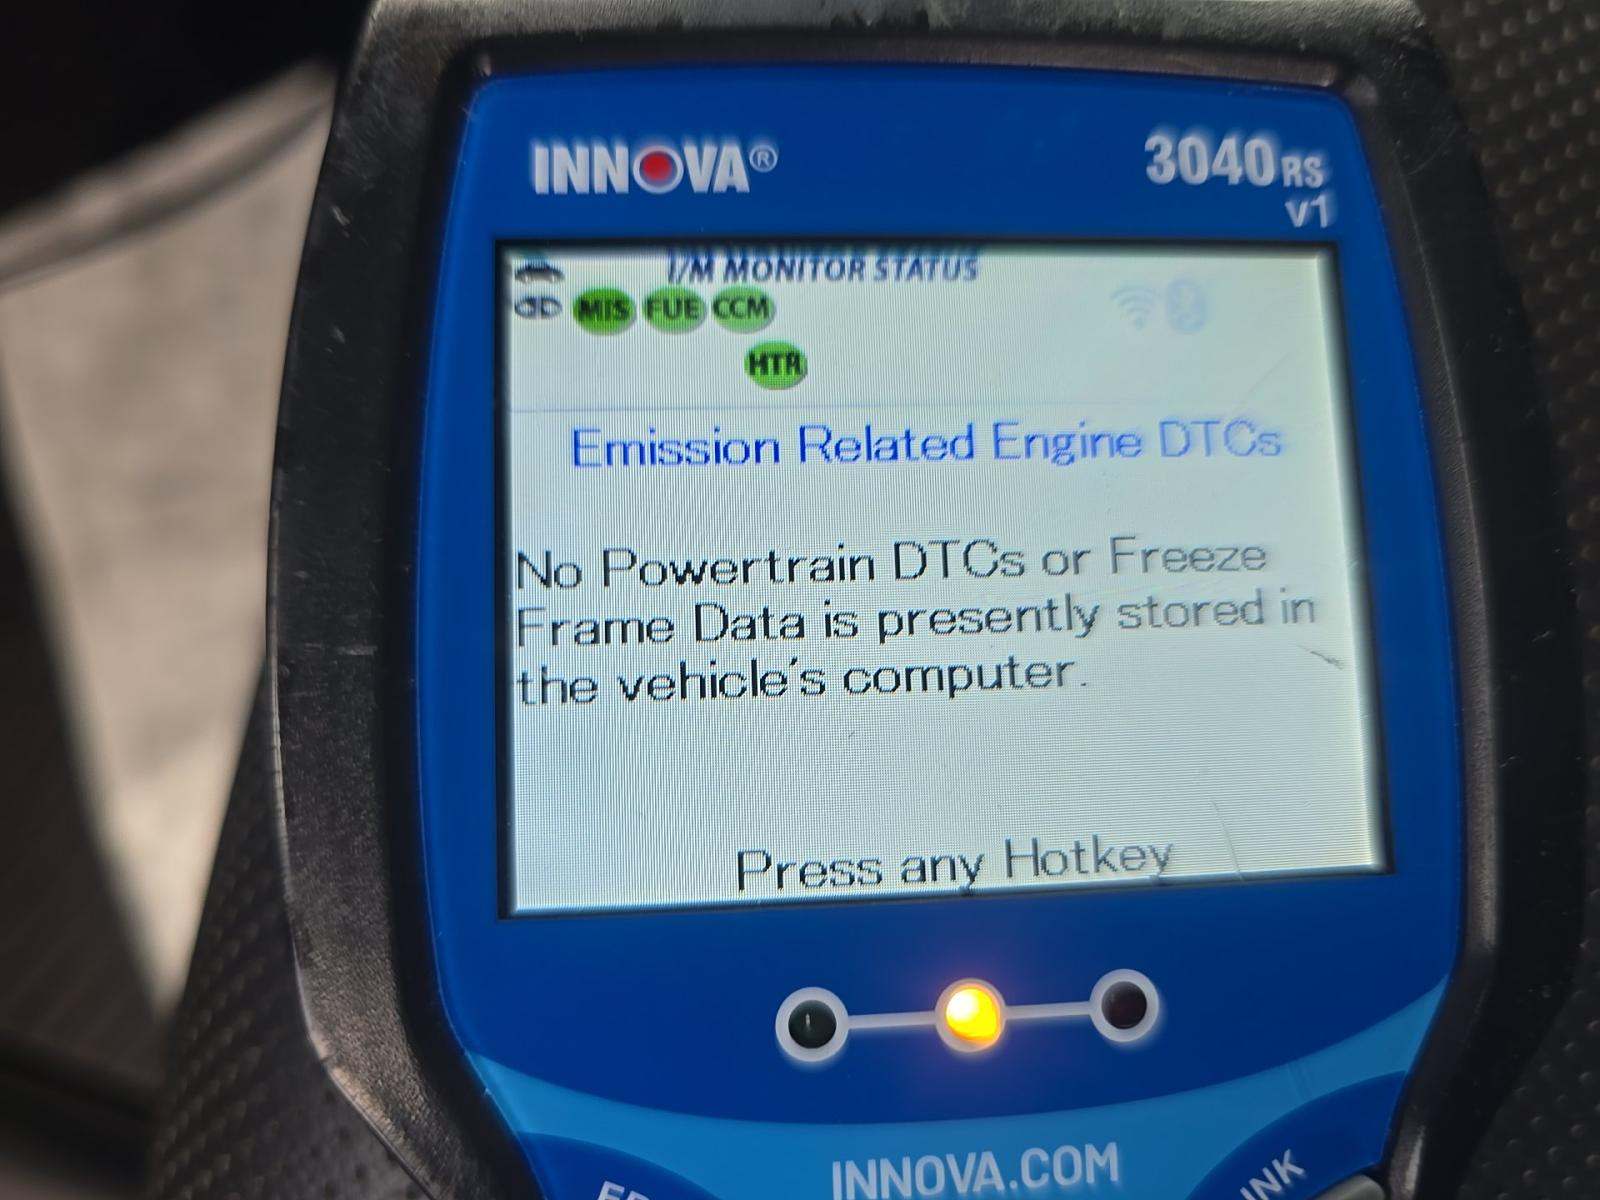 INNOVA®
3040RS
v1
I/M MONITOR STATUS
MIS FUE CCM
HTR
Emission Related Engine DTCs
No Powertrain DTCs or Freeze
Frame Data is presently stored in
the vehicle's computer.
Press any Hotkey
INNOVA.COM